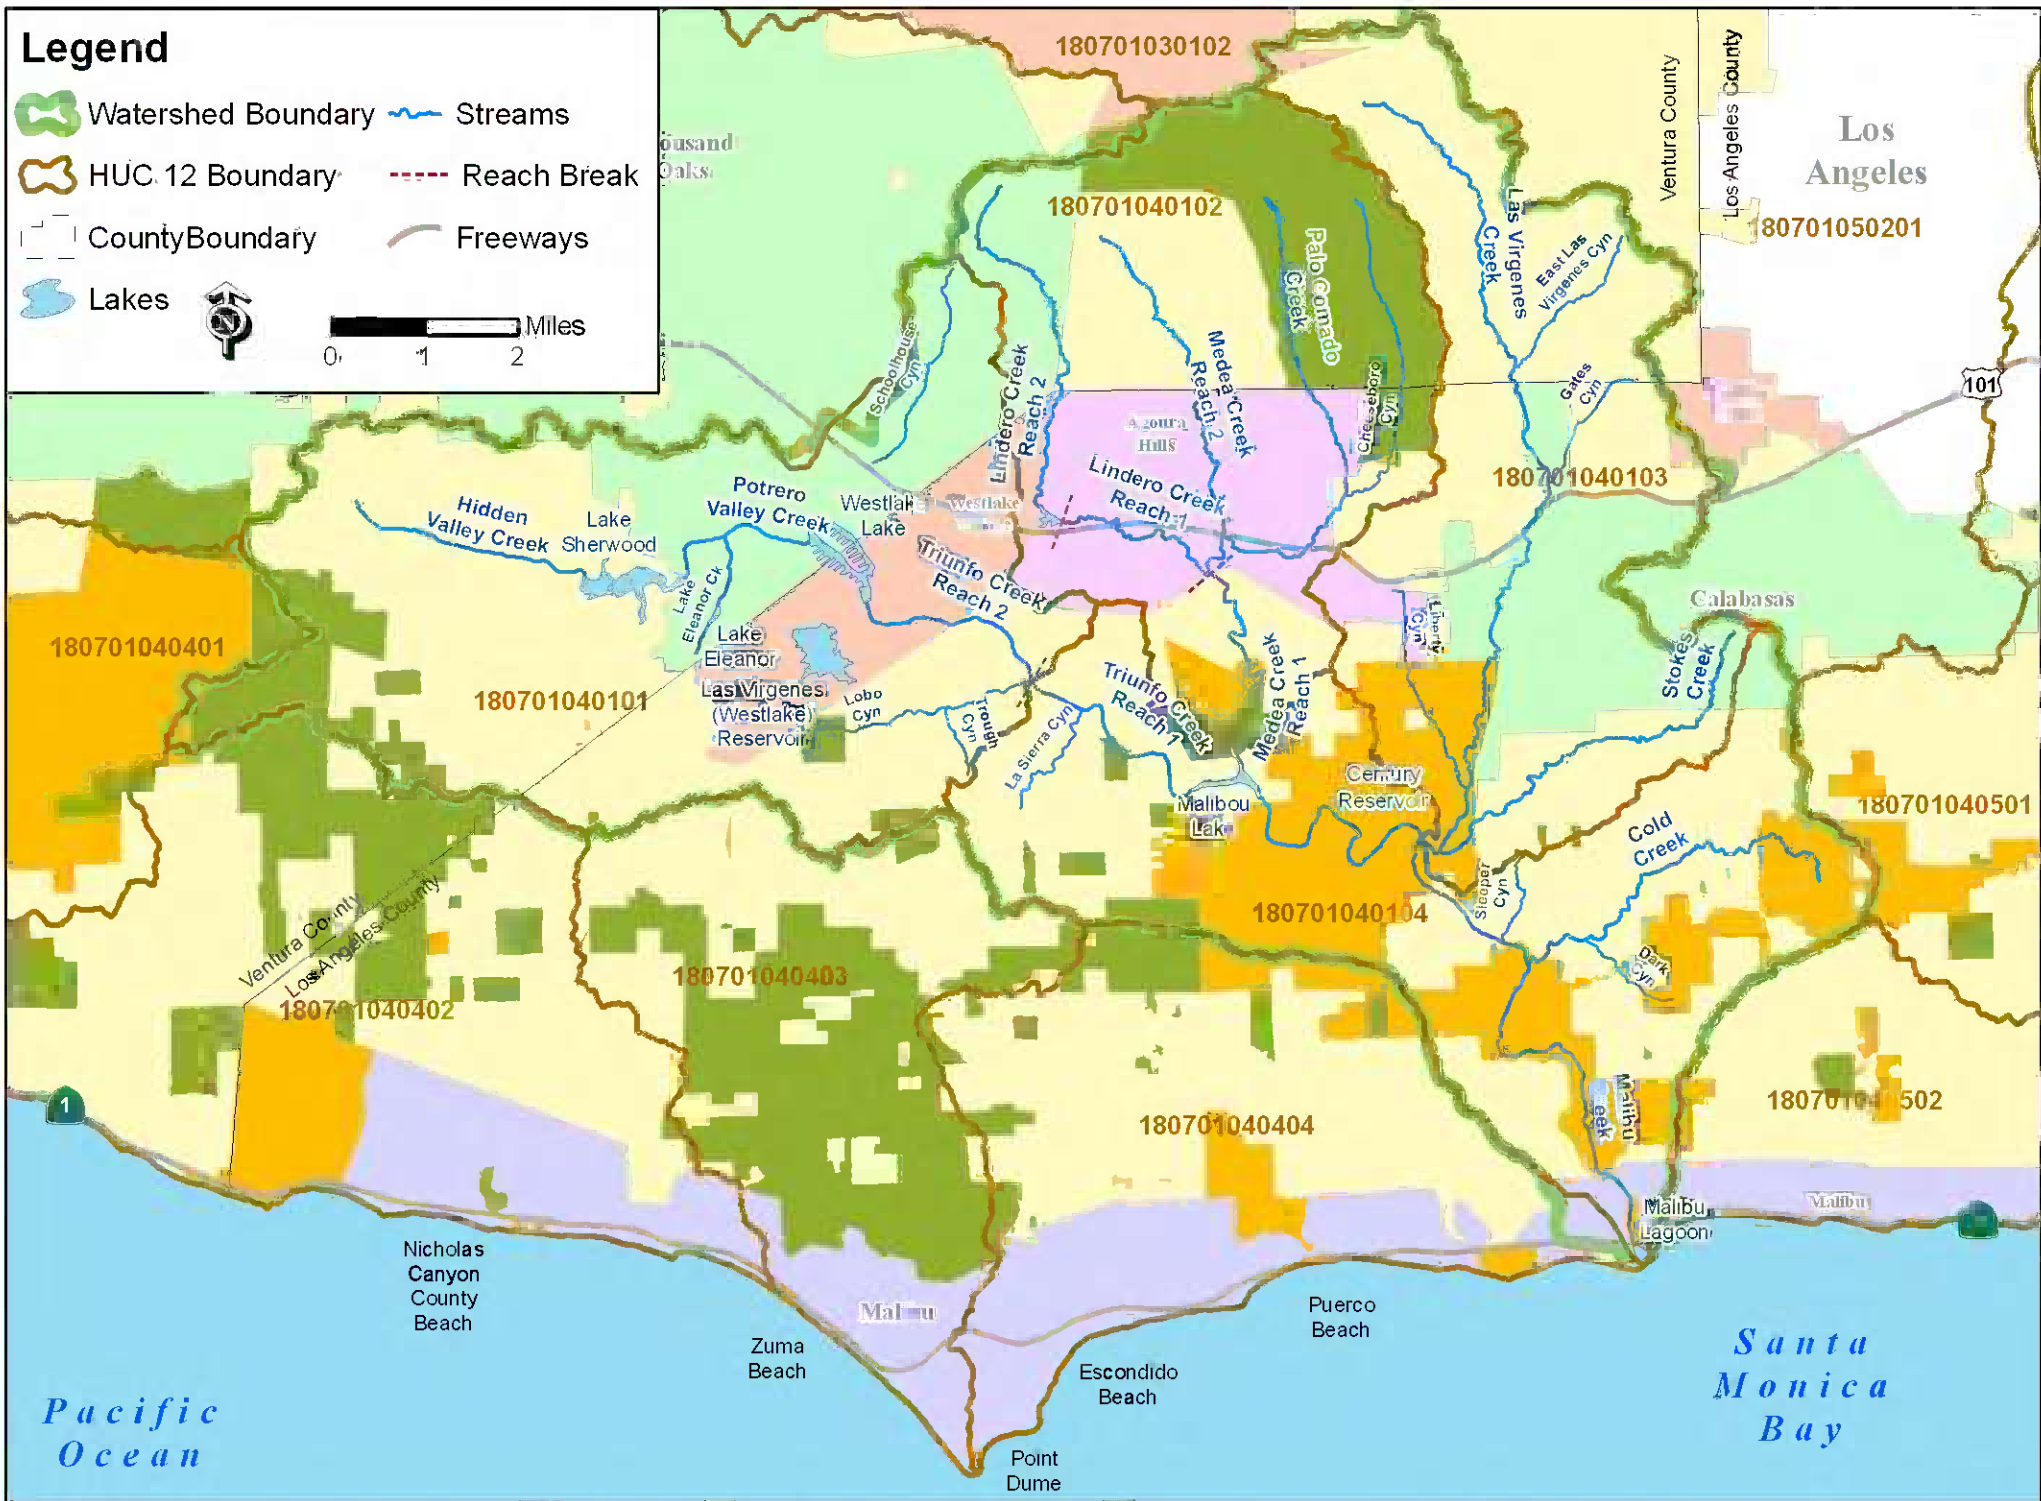 Legend
Watershed Boundary
Streams
HUC 12 Boundary
Reach Break
CountyBoundary
Freeways
Lakes
N
Miles
0 1 2
180701030102
Ventura County
Los Angeles County
Los
Angeles
180701050201
101
Oaks
180701040102
Palo Comado
Creek
Las Virgenes
Creek
East Las
Virgenes Cyn
Schoolhouse
Cyn
Lindero Creek
Reach 2
Medea Creek
Reach 2
Cheeseboro
Cyn
Gates
Cyn
Agoura
Hills
Lindero Creek
Reach 1
180701040103
Hidden
Valley Creek
Lake
Sherwood
Potrero
Valley Creek
Westlake
Lake
Westlake
Triunfo Creek
Reach 2
Lake
Eleanor Ck
Lake
Eleanor
Las Virgenes
(Westlake)
Reservoir
Liberty
Cyn
Calabasas
Stokes
Creek
180701040401
180701040101
Lobo
Cyn
Trough
Cyn
La Sierra Cyn
Triunfo Creek
Reach 1
Medea Creek
Reach 1
Century
Reservoir
Malibou
Lak
Cold
Creek
180701040501
Sleeper
Cyn
180701040104
Dark
Cyn
Ventura County
Los Angeles County
180701040402
180701040403
1
180701040404
Malibu
Creek
Malibu
Lagoon
Malibu
Nicholas
Canyon
County
Beach
Zuma
Beach
Escondido
Beach
Puerco
Beach
Point
Dume
Pacific
Ocean
Santa
Monica
Bay